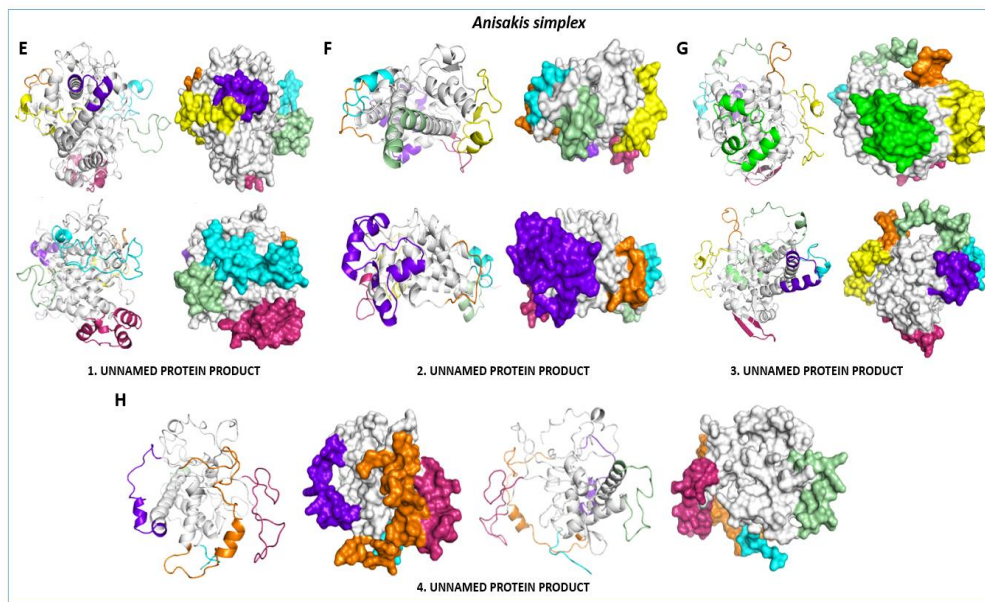 Anisakis simplex
E
F
G
1. UNNAMED PROTEIN PRODUCT
2. UNNAMED PROTEIN PRODUCT
3. UNNAMED PROTEIN PRODUCT
H
4. UNNAMED PROTEIN PRODUCT